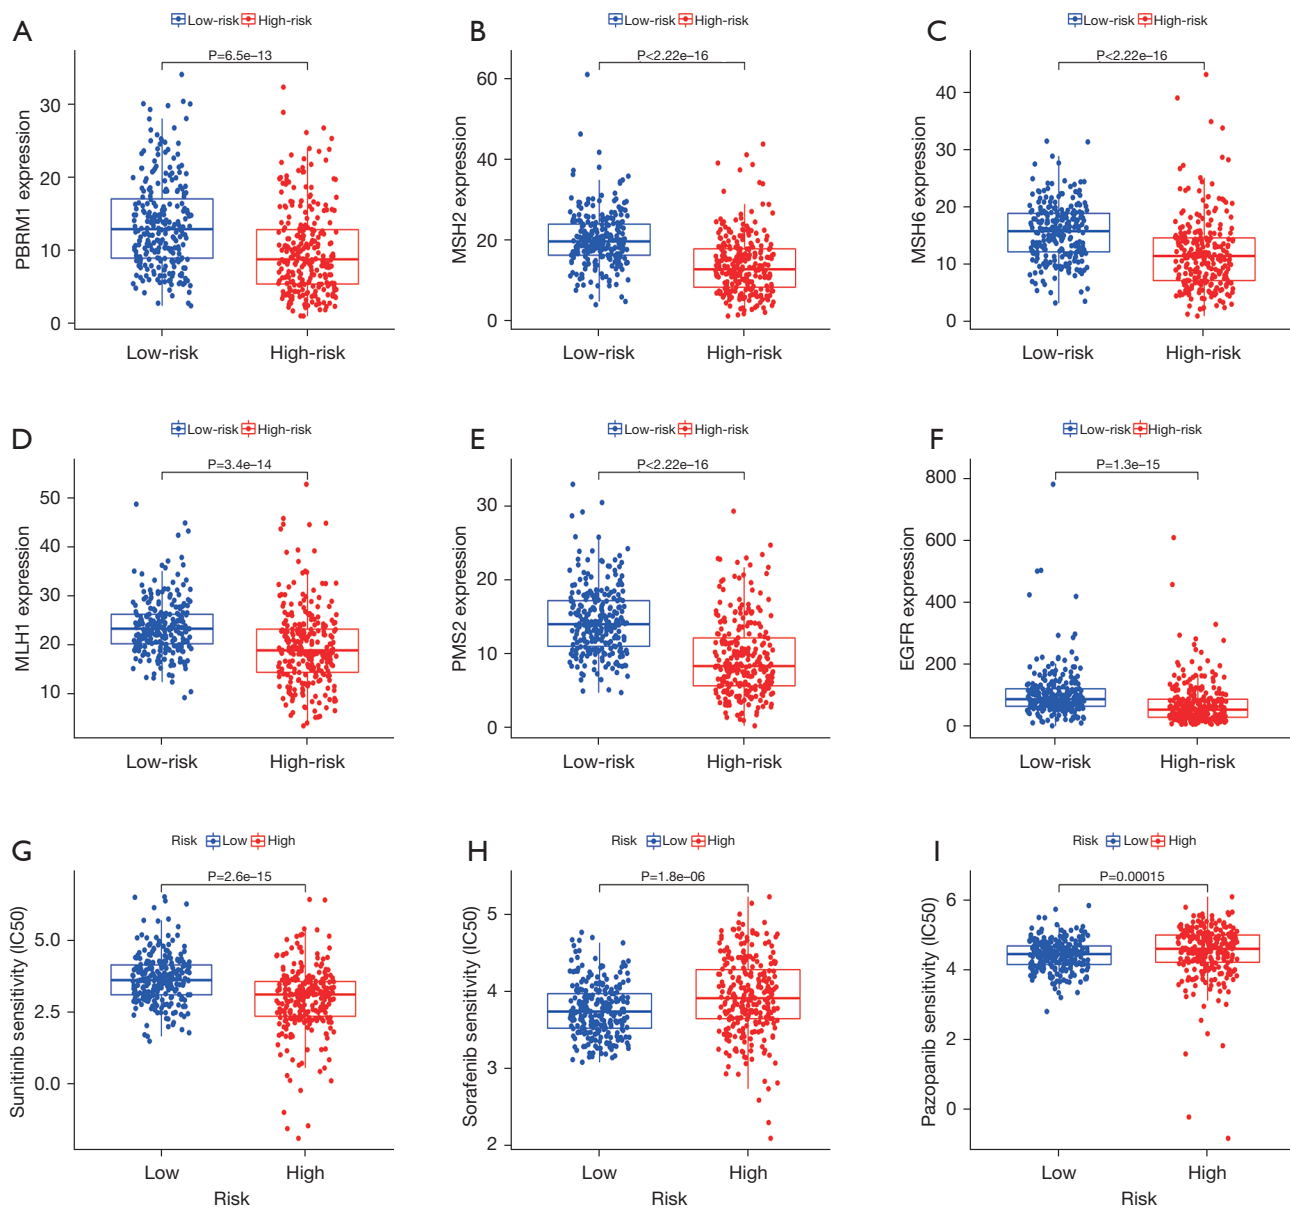 A
Low-risk High-risk
P=6.5e–13
PBRM1 expression
30
20
10
0
Low-risk High-risk
B
Low-risk High-risk
P<2.22e–16
MSH2 expression
60
40
20
0
Low-risk High-risk
C
Low-risk High-risk
P<2.22e–16
MSH6 expression
40
30
20
10
0
Low-risk High-risk
D
Low-risk High-risk
P=3.4e–14
MLH1 expression
50
40
30
20
10
Low-risk High-risk
E
Low-risk High-risk
P<2.22e–16
PMS2 expression
30
20
10
0
Low-risk High-risk
F
Low-risk High-risk
P=1.3e–15
EGFR expression
800
600
400
200
0
Low-risk High-risk
G
Risk Low High
P=2.6e–15
Sunitinib sensitivity (IC50)
5.0
2.5
0.0
Low High
Risk
H
Risk Low High
P=1.8e–06
Sorafenib sensitivity (IC50)
5
4
3
2
Low High
Risk
I
Risk Low High
P=0.00015
Pazopanib sensitivity (IC50)
6
4
2
0
Low High
Risk